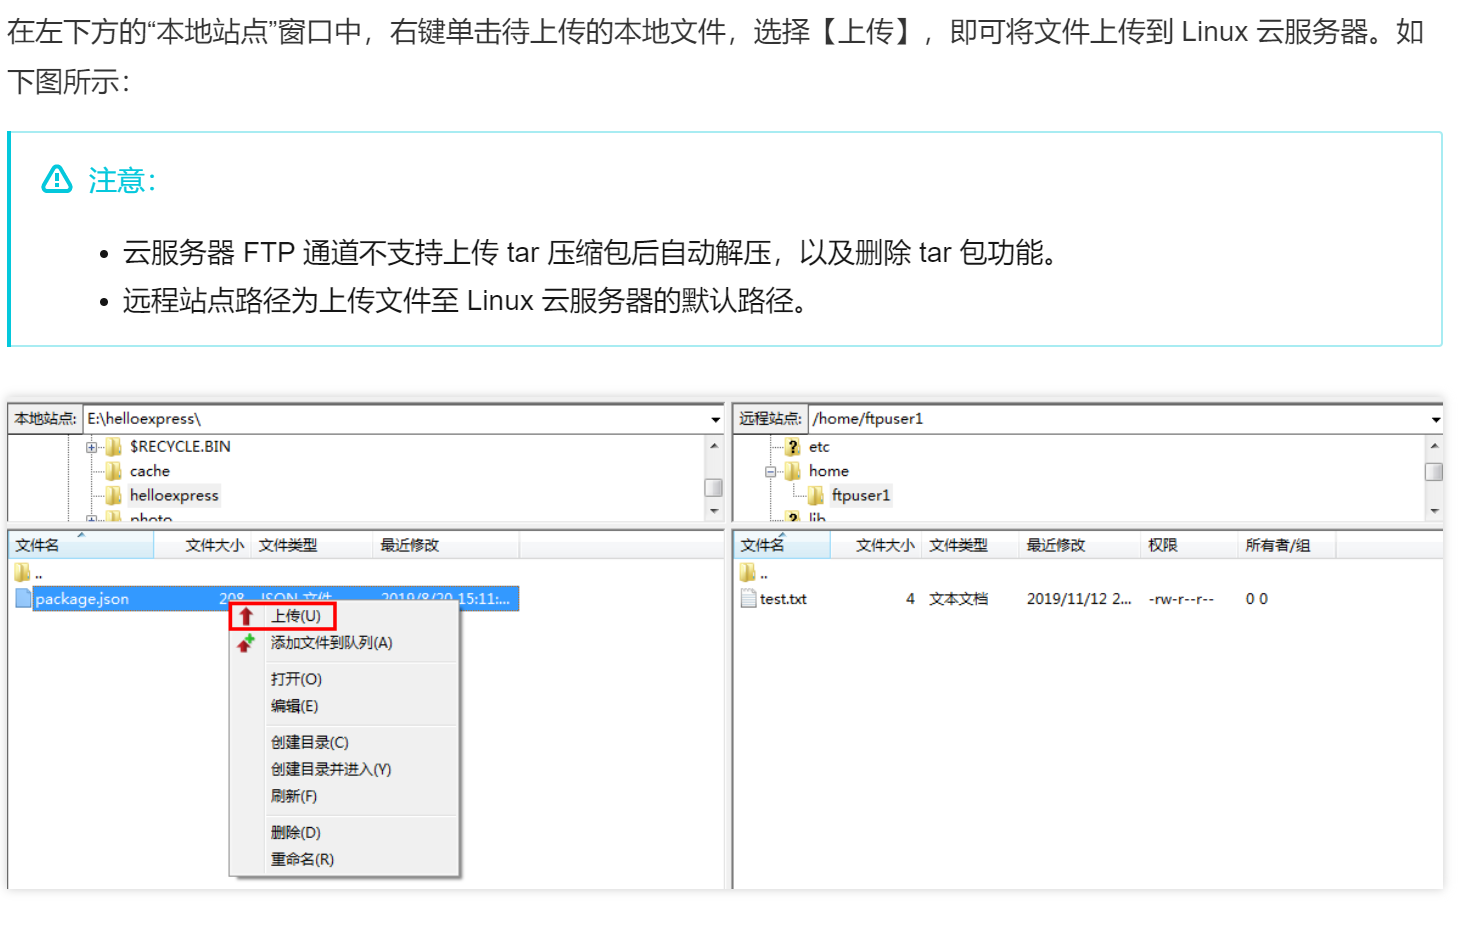 在左下方的“本地站点”窗口中，右键单击待上传的本地文件，选择【上传】，即可将文件上传到 Linux 云服务器。如
下图所示：
注意：
云服务器 FTP 通道不支持上传 tar 压缩包后自动解压，以及删除 tar 包功能。
远程站点路径为上传文件至 Linux 云服务器的默认路径。
本地站点: E:\helloexpress\
$RECYCLE.BIN
cache
helloexpress
photo
文件名 文件大小 文件类型 最近修改
..
package.json 208 JSON 文件 2019/8/20 15:11:...
上传(U)
添加文件到队列(A)
打开(O)
编辑(E)
创建目录(C)
创建目录并进入(Y)
刷新(F)
删除(D)
重命名(R)
远程站点: /home/ftpuser1
etc
home
ftpuser1
lib
文件名 文件大小 文件类型 最近修改 权限 所有者/组
..
test.txt 4 文本文档 2019/11/12 2... -rw-r--r-- 0 0